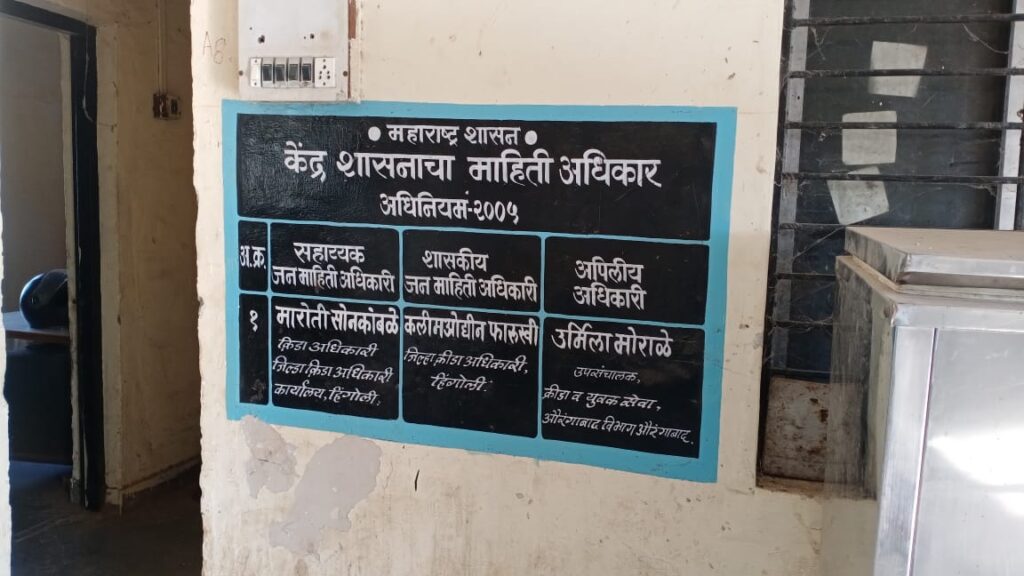 • महाराष्ट्र शासन •
केंद्र शासनाचा माहिती अधिकार
अधिनियम-२००५
अ.क्र.
सहाय्यक
जन माहिती अधिकारी
शासकीय
जन माहिती अधिकारी
अपिलीय
अधिकारी
१
मारोती सोनकांबळे
क्रिडा अधिकारी
जिल्हा क्रिडा अधिकारी
कार्यालय, हिंगोली.
कलीमप्रोद्दीन फारुखी
जिल्हा क्रीडा अधिकारी,
हिंगोली.
उर्मिला मोराळे
उपसंचालक,
क्रीडा व युवक सेवा,
औरंगाबाद विभाग औरंगाबाद.